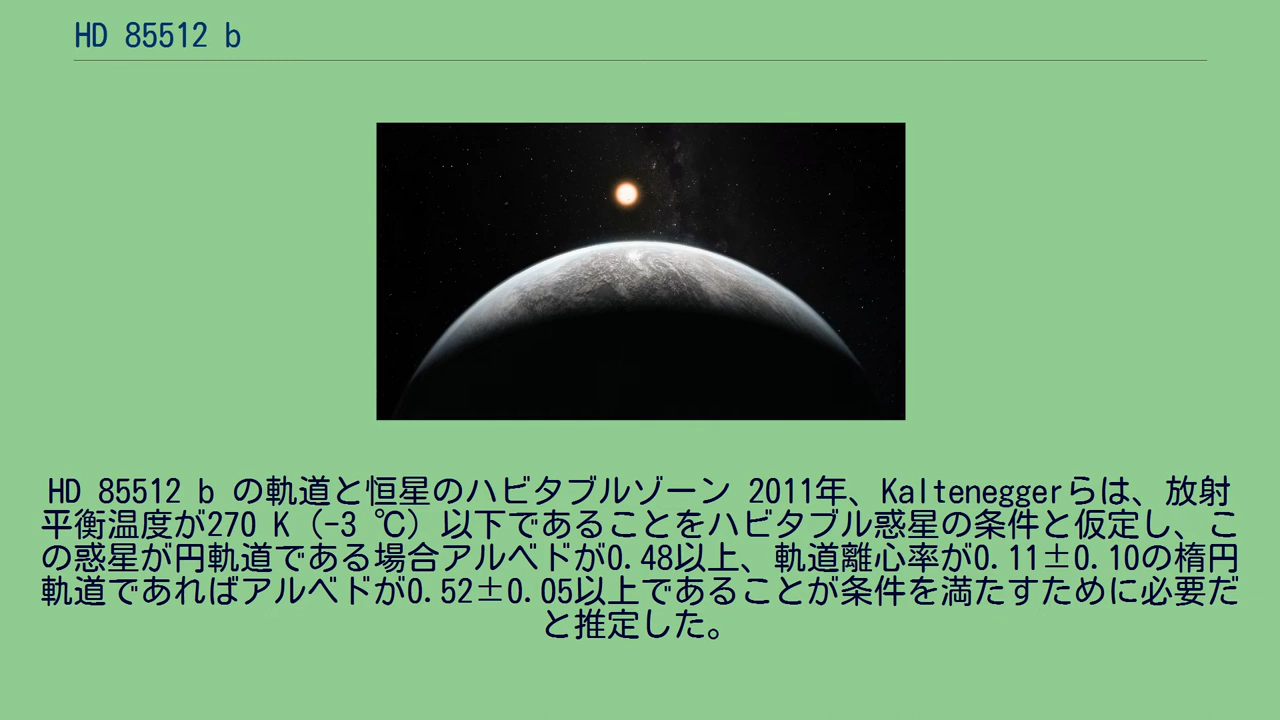 HD 85512 b
HD 85512 b の軌道と恒星のハビタブルゾーン 2011年、Kalteneggerらは、放射
平衡温度が270 K（-3 ℃）以下であることをハビタブル惑星の条件と仮定し、こ
の惑星が円軌道である場合アルベドが0.48以上、軌道離心率が0.11±0.10の楕円
軌道であればアルベドが0.52±0.05以上であることが条件を満たすために必要だ
と推定した。